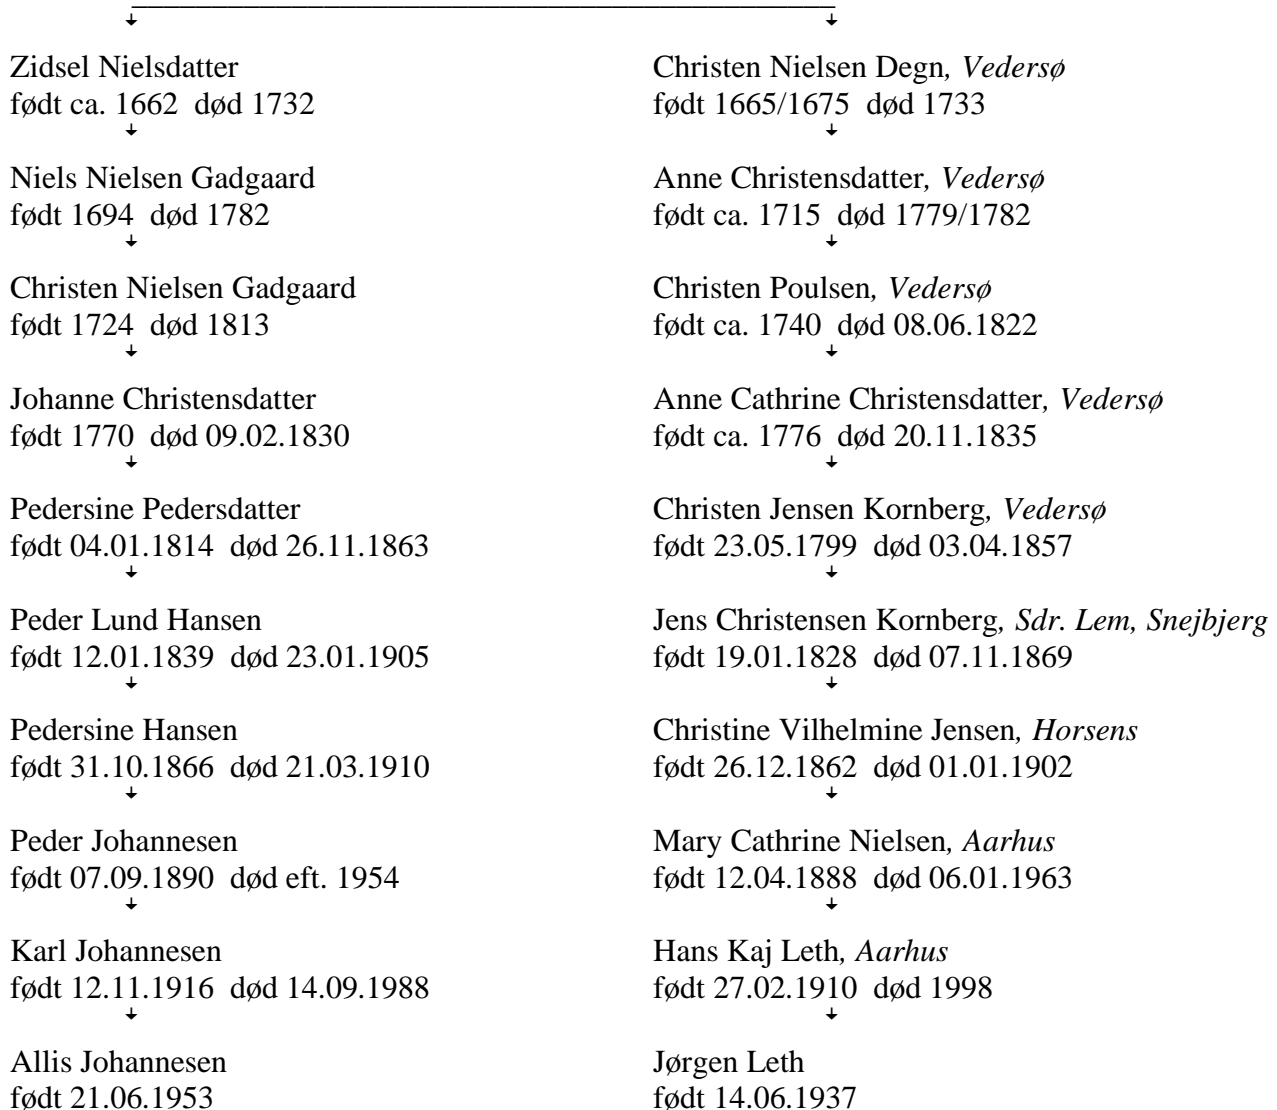 Zidsel Nielsdatter
født ca. 1662  død 1732
Christen Nielsen Degn, Vedersø
født 1665/1675  død 1733
Niels Nielsen Gadgaard
født 1694  død 1782
Anne Christensdatter, Vedersø
født ca. 1715  død 1779/1782
Christen Nielsen Gadgaard
født 1724  død 1813
Christen Poulsen, Vedersø
født ca. 1740  død 08.06.1822
Johanne Christensdatter
født 1770  død 09.02.1830
Anne Cathrine Christensdatter, Vedersø
født ca. 1776  død 20.11.1835
Pedersine Pedersdatter
født 04.01.1814  død 26.11.1863
Christen Jensen Kornberg, Vedersø
født 23.05.1799  død 03.04.1857
Peder Lund Hansen
født 12.01.1839  død 23.01.1905
Jens Christensen Kornberg, Sdr. Lem, Snejbjerg
født 19.01.1828  død 07.11.1869
Pedersine Hansen
født 31.10.1866  død 21.03.1910
Christine Vilhelmine Jensen, Horsens
født 26.12.1862  død 01.01.1902
Peder Johannesen
født 07.09.1890  død eft. 1954
Mary Cathrine Nielsen, Aarhus
født 12.04.1888  død 06.01.1963
Karl Johannesen
født 12.11.1916  død 14.09.1988
Hans Kaj Leth, Aarhus
født 27.02.1910  død 1998
Allis Johannesen
født 21.06.1953
Jørgen Leth
født 14.06.1937